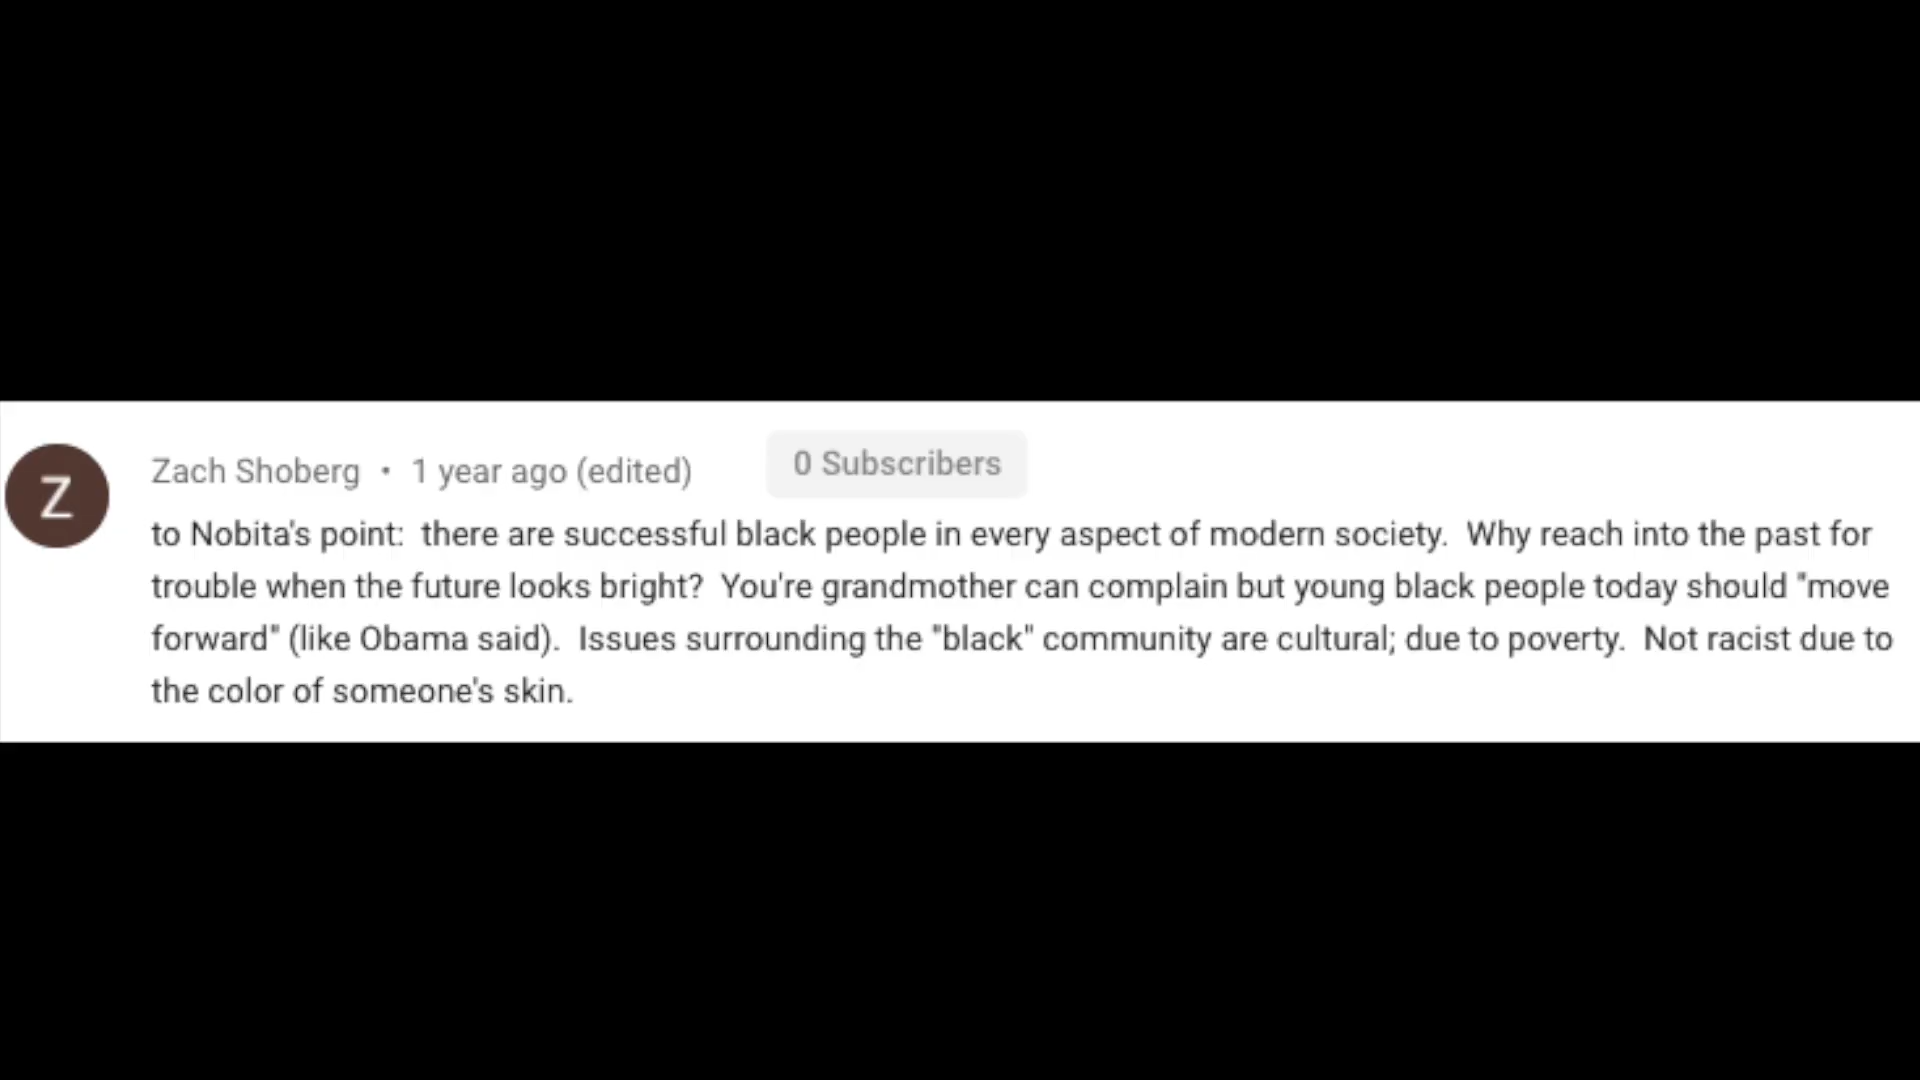 Z
Zach Shoberg • 1 year ago (edited) 0 Subscribers
to Nobita's point:  there are successful black people in every aspect of modern society.  Why reach into the past for
trouble when the future looks bright?  You're grandmother can complain but young black people today should "move
forward" (like Obama said).  Issues surrounding the "black" community are cultural; due to poverty.  Not racist due to
the color of someone's skin.